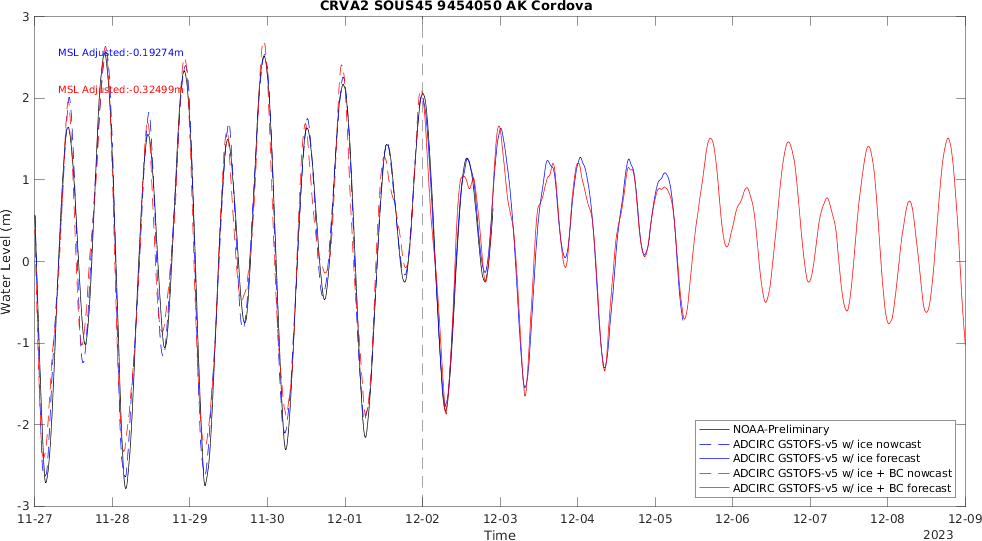 CRVA2 SOUS45 9454050 AK Cordova
3
2
1
0
-1
-2
-3
Water Level (m)
MSL Adjusted:-0.19274m
MSL Adjusted:-0.32499m
NOAA-Preliminary
ADCIRC GSTOFS-v5 w/ ice nowcast
ADCIRC GSTOFS-v5 w/ ice forecast
ADCIRC GSTOFS-v5 w/ ice + BC nowcast
ADCIRC GSTOFS-v5 w/ ice + BC forecast
11-27 11-28 11-29 11-30 12-01 12-02 12-03 12-04 12-05 12-06 12-07 12-08 12-09
Time
2023